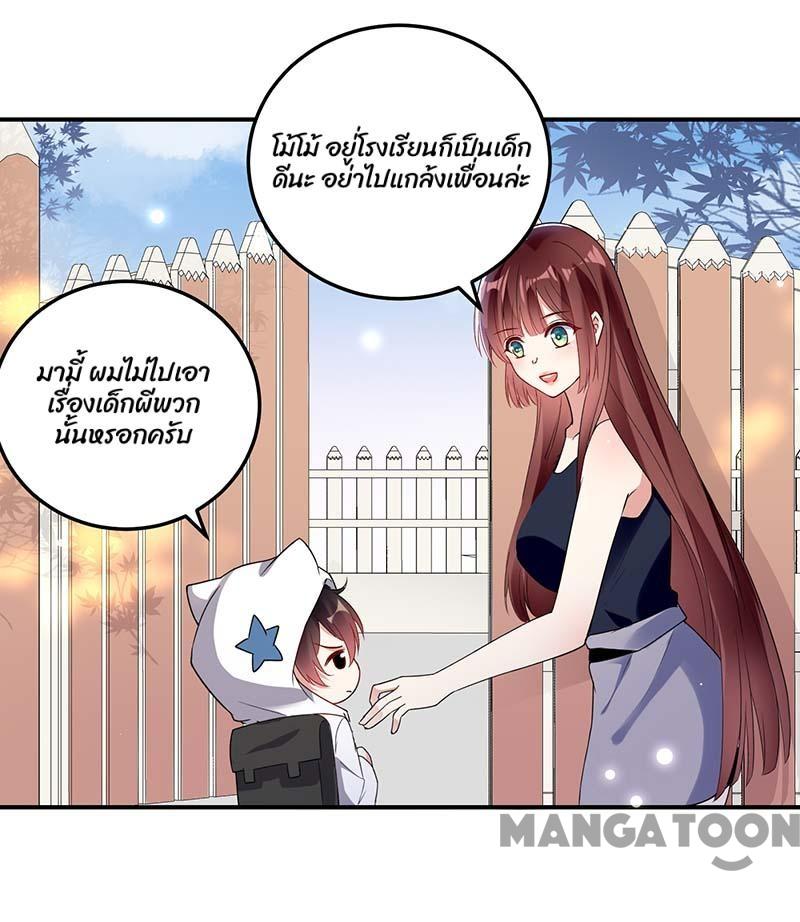 โม้โม้ อยู่โรงเรียนก็เป็นเด็ก
ดีนะ อย่าไปแกล้งเพื่อนล่ะ
มามี้ ผมไม่ไปเอา
เรื่องเด็กผีพวก
นั้นหรอกครับ
MANGATOON